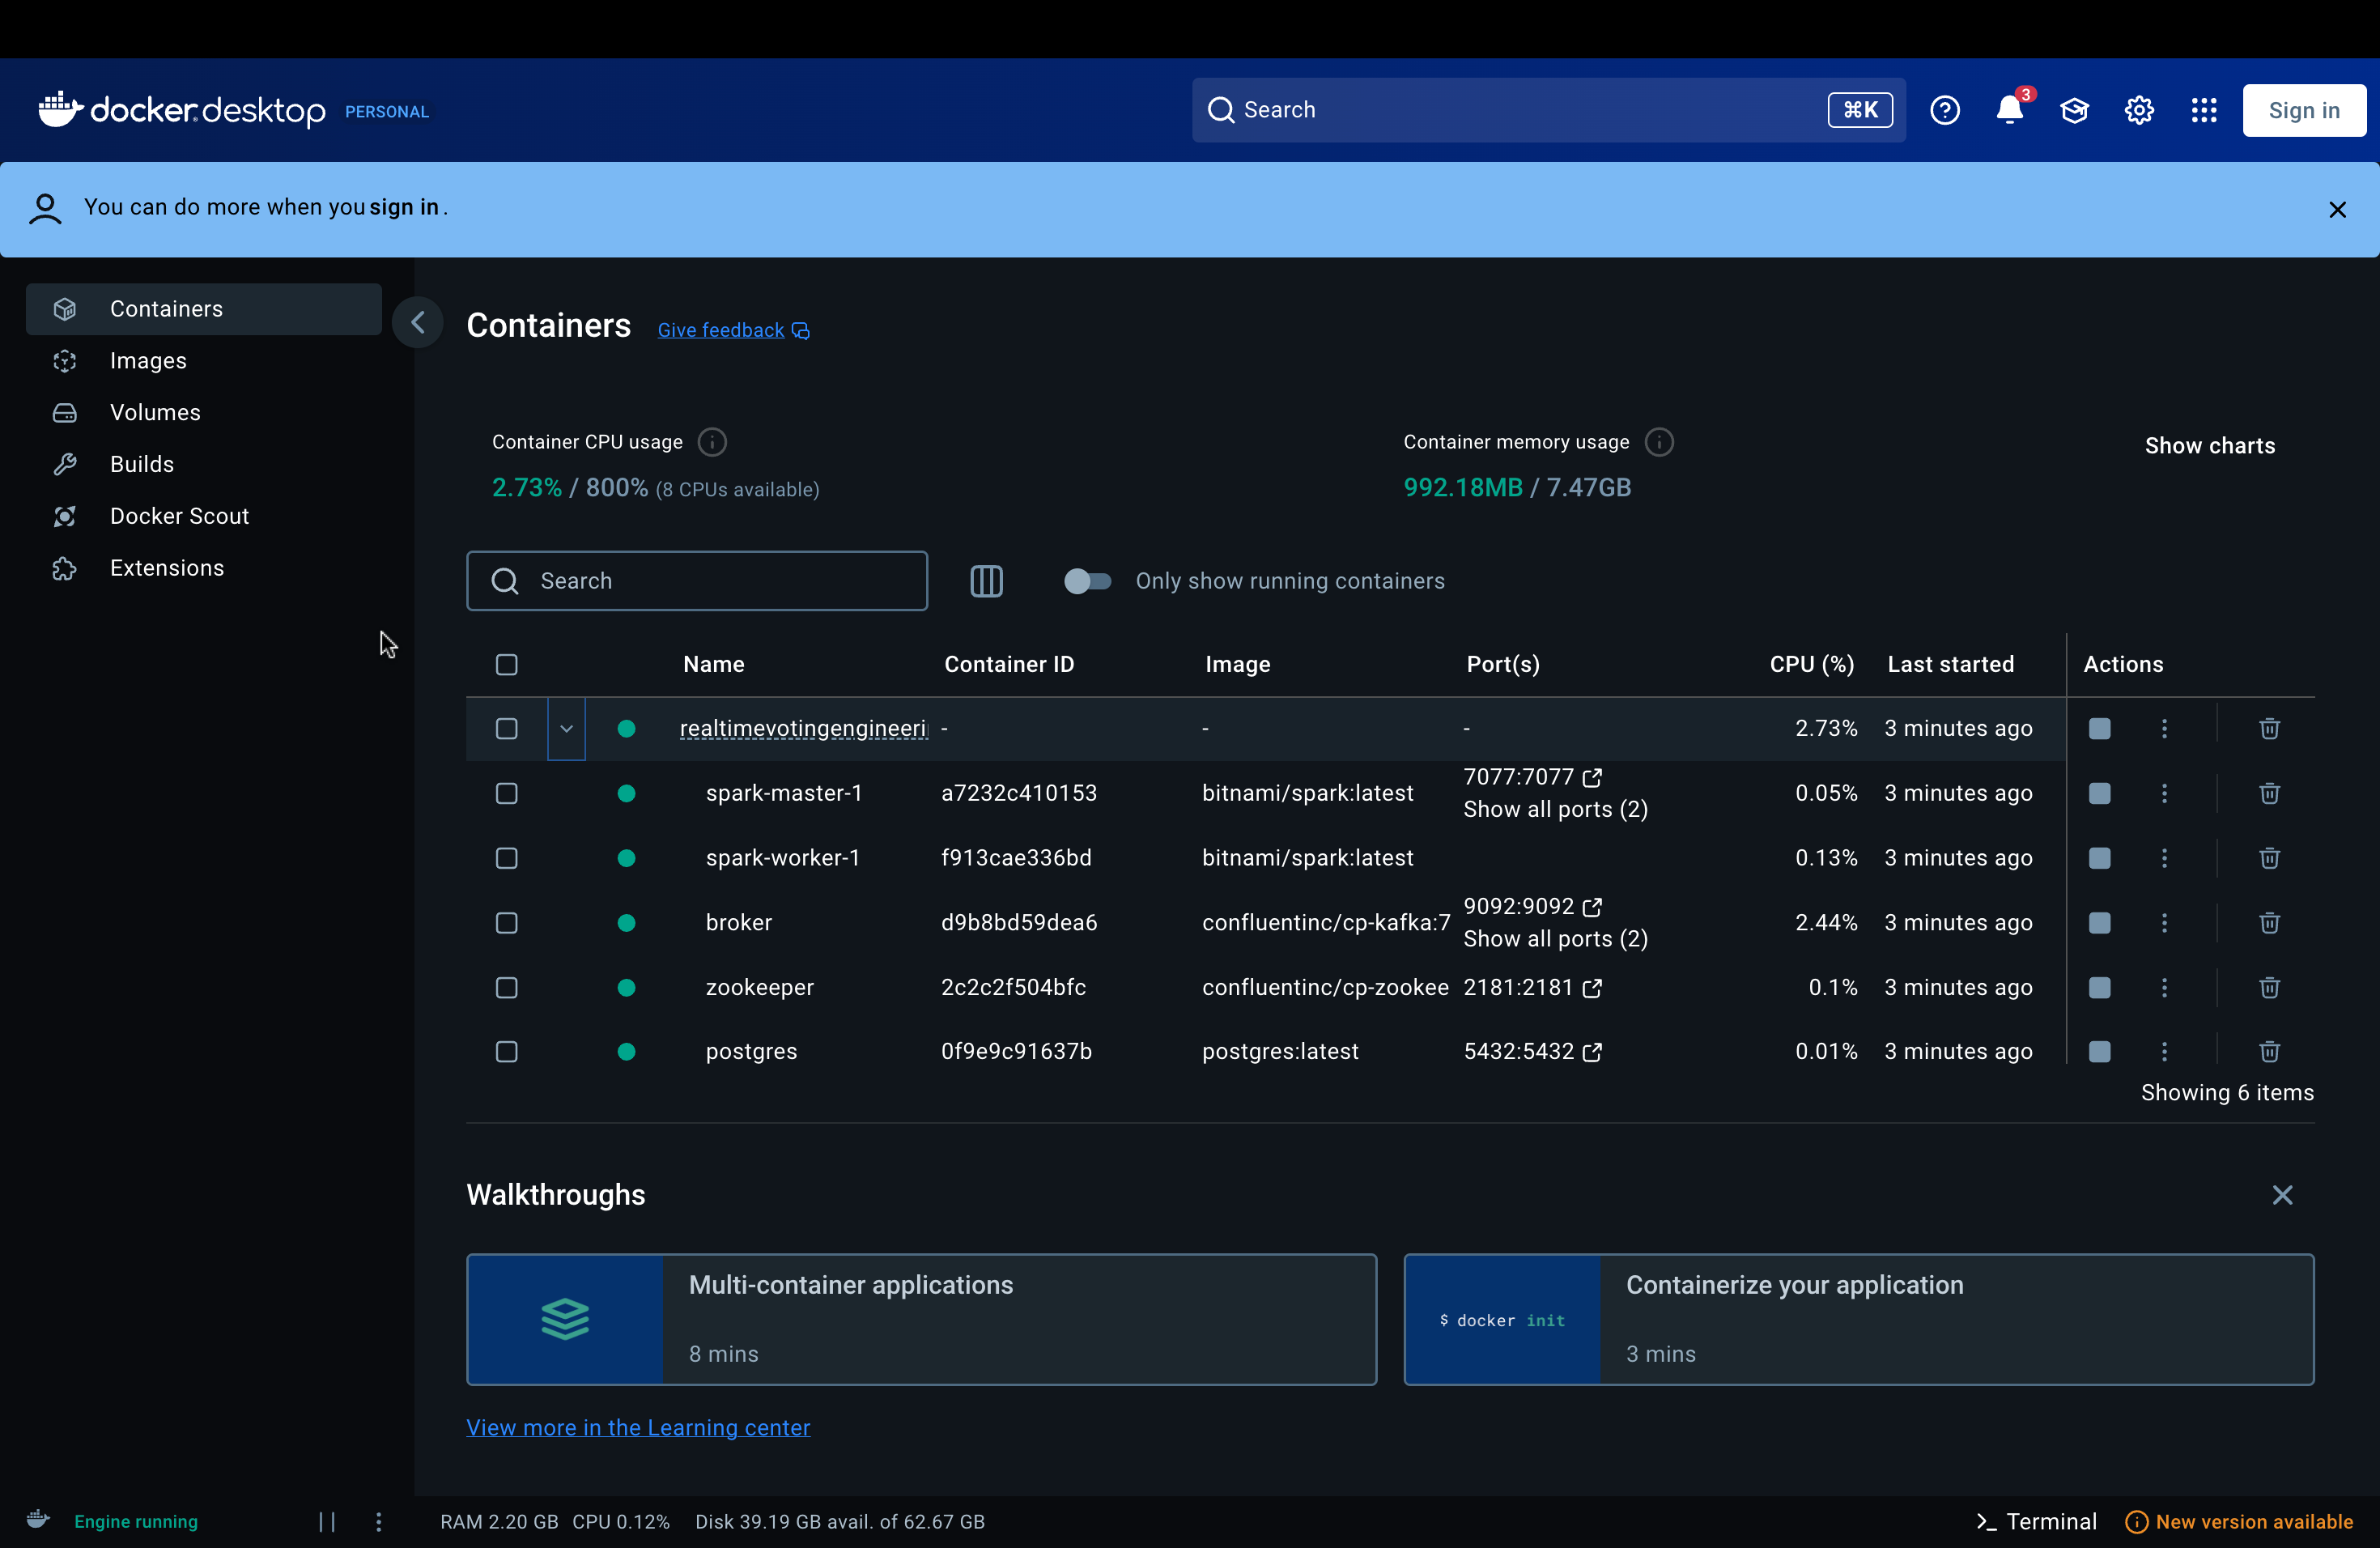 docker.desktop PERSONAL
Search ⌘K
3
Sign in
You can do more when you sign in.
Containers
Images
Volumes
Builds
Docker Scout
Extensions
Containers Give feedback
Container CPU usage
2.73% / 800% (8 CPUs available)
Container memory usage
992.18MB / 7.47GB
Show charts
Search
Only show running containers
Name Container ID Image Port(s) CPU (%) Last started Actions
realtimevotingengineeri - - - 2.73% 3 minutes ago
spark-master-1 a7232c410153 bitnami/spark:latest 7077:7077 0.05% 3 minutes ago
Show all ports (2)
spark-worker-1 f913cae336bd bitnami/spark:latest 0.13% 3 minutes ago
broker d9b8bd59dea6 confluentinc/cp-kafka:7 9092:9092 2.44% 3 minutes ago
Show all ports (2)
zookeeper 2c2c2f504bfc confluentinc/cp-zookee 2181:2181 0.1% 3 minutes ago
postgres 0f9e9c91637b postgres:latest 5432:5432 0.01% 3 minutes ago
Showing 6 items
Walkthroughs
Multi-container applications
8 mins
$ docker init
Containerize your application
3 mins
View more in the Learning center
Engine running
RAM 2.20 GB CPU 0.12% Disk 39.19 GB avail. of 62.67 GB
Terminal
New version available